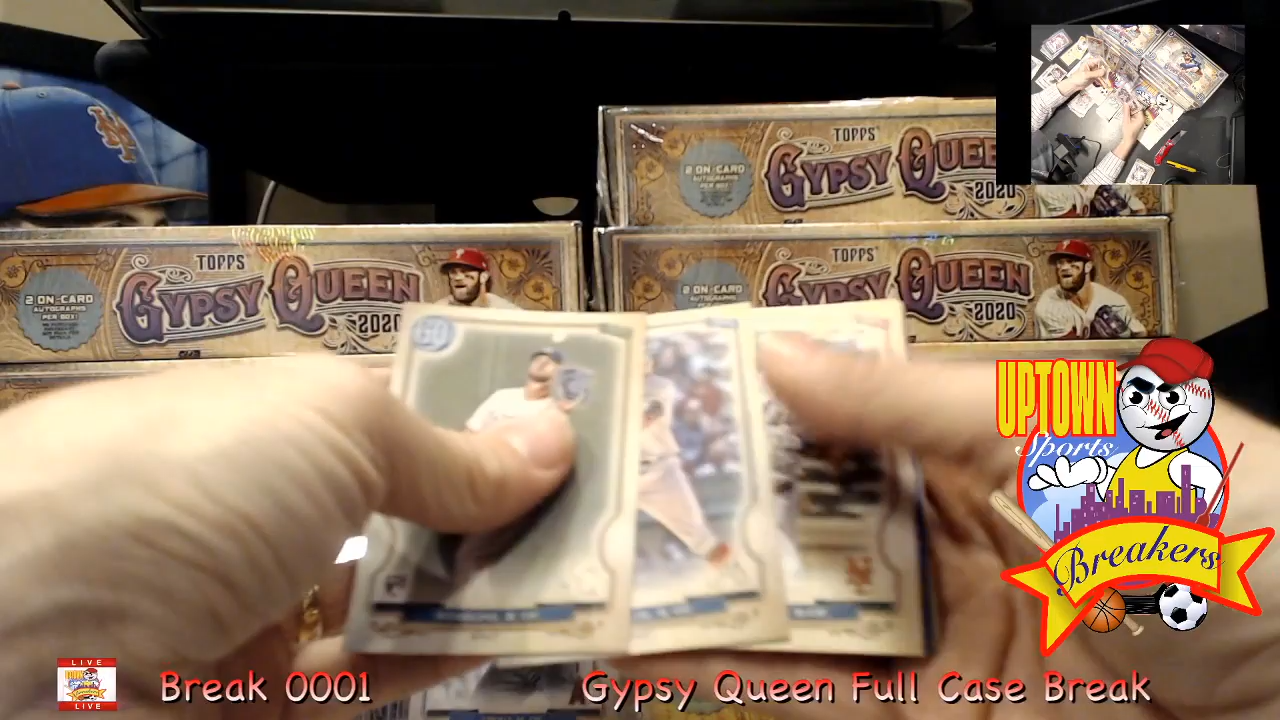 TOPPS
GYPSY QUEE
2020
2 ON-CARD
AUTOGRAPHS
PER BOX!
TOPPS
GYPSY QUEEN
2020
2 ON-CARD
AUTOGRAPHS
PER BOX!
TOPPS
GYPSY QUEEN
2020
2 ON-CARD
AUTOGRAPHS
GQ
UPTOWN
Sports
Breakers
LIVE
LIVE
Break 0001
Gypsy Queen Full Case Break